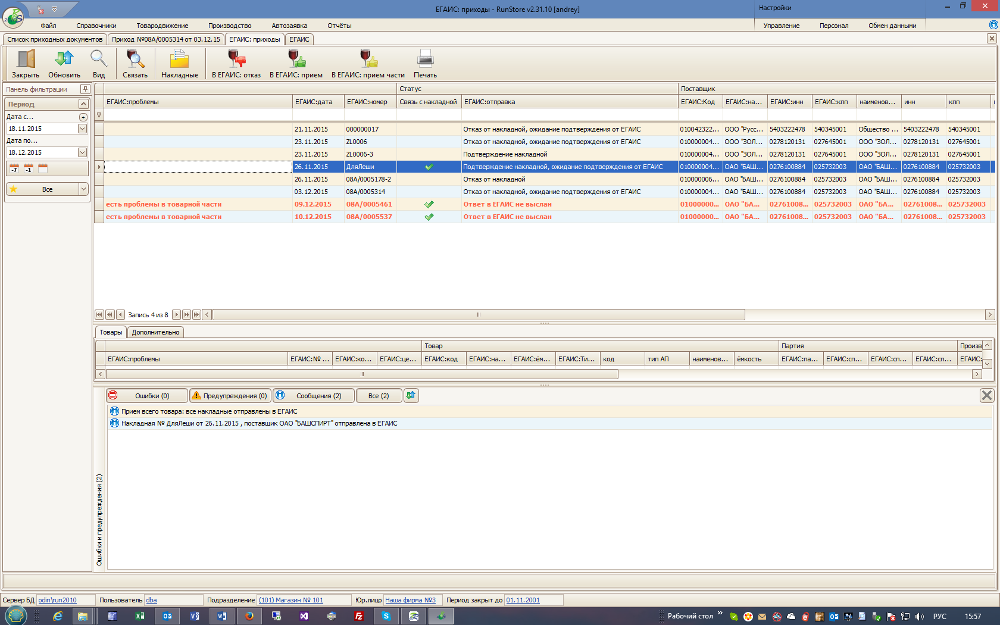 ЕГАИС: приходы - RunStore v2.31.10 [andrey]
Настройки
Файл Справочники Товародвижение Производство Автозаявка Отчёты Управление Персонал Обмен данными
Список приходных документов Приход №08А/0005314 от 03.12.15 ЕГАИС: приходы ЕГАИС
Закрыть Обновить Вид Связать Накладные В ЕГАИС: отказ В ЕГАИС: прием В ЕГАИС: прием части Печать
Панель фильтрации
Период
Дата с...
18.11.2015
Дата по...
18.12.2015
-7 -1
Все
Статус Поставщик
ЕГАИС:проблемы ЕГАИС:дата ЕГАИС:номер Связь с накладной ЕГАИС:отправка ЕГАИС:Код ЕГАИС:на... ЕГАИС:инн ЕГАИС:кпп наименов... инн кпп
21.11.2015 000000017 Отказ от накладной, ожидание подтверждения от ЕГАИС 010042322... ООО "Русс... 5403222478 540345001 Общество ... 5403222478 540345001
23.11.2015 ZL0006 Отказ от накладной, ожидание подтверждения от ЕГАИС 010000004... ООО "ЗОЛ... 0278120131 027645001 ООО "ЗОЛ... 0278120131 027645001
23.11.2015 ZL0006-3 Подтверждение накладной 010000004... ООО "ЗОЛ... 0278120131 027645001 ООО "ЗОЛ... 0278120131 027645001
26.11.2015 ДляЛеши Подтверждение накладной, ожидание подтверждения от ЕГАИС 010000004... ОАО "БАШ... 0276100884 025732003 ОАО "БАШ... 0276100884 025732003
26.11.2015 08А/0005178-2 Отказ от накладной 010000006... ОАО "БАШ... 0276100884 025732003 ОАО "БАШ... 0276100884 025732003
03.12.2015 08А/0005314 Отказ от накладной, ожидание подтверждения от ЕГАИС 010000004... ОАО "БАШ... 0276100884 025732003 ОАО "БАШ... 0276100884 025732003
есть проблемы в товарной части 09.12.2015 08А/0005461 Ответ в ЕГАИС не выслан 01000000... ОАО "БА... 02761008... 025732003 ОАО "БА... 02761008... 025732003
есть проблемы в товарной части 10.12.2015 08А/0005537 Ответ в ЕГАИС не выслан 01000000... ОАО "БА... 02761008... 025732003 ОАО "БА... 02761008... 025732003
Запись 4 из 8
Товары Дополнительно
Товар Партия Произв
ЕГАИС:проблемы ЕГАИС:№ ... ЕГАИС:ко... ЕГАИС:це... ЕГАИС:код ЕГАИС:на... ЕГАИС:ём... ЕГАИС:Ти... код тип АП наименов... ёмкость ЕГАИС:па... ЕГАИС:сп... ЕГАИС:сп... ЕГАИС:сп... ЕГАИС:
Ошибки (0) Предупреждения (0) Сообщения (2) Все (2)
Прием всего товара: все накладные отправлены в ЕГАИС
Накладная № ДляЛеши от 26.11.2015 , поставщик ОАО "БАШСПИРТ" отправлена в ЕГАИС
Ошибки и предупреждения (2)
Сервер БД odin\run2010 Пользователь dba Подразделение (101) Магазин № 101 Юр.лицо Наша фирма №3 Период закрыт до 01.11.2001
Рабочий стол » РУС 15:57